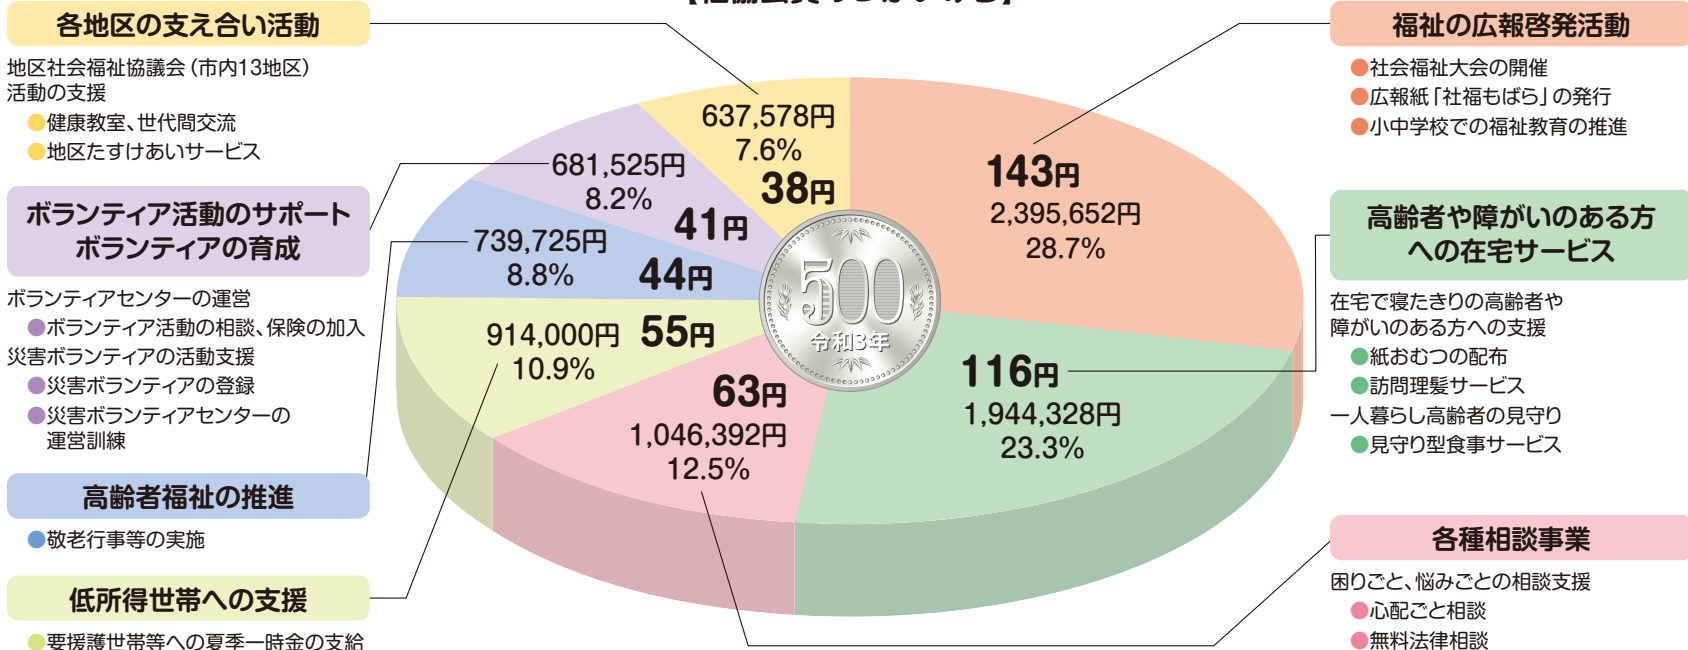 各地区の支え合い活動
地区社会福祉協議会（市内13地区）
活動の支援
●健康教室、世代間交流
●地区たすけあいサービス
ボランティア活動のサポート
ボランティアの育成
ボランティアセンターの運営
●ボランティア活動の相談、保険の加入
災害ボランティアの活動支援
●災害ボランティアの登録
●災害ボランティアセンターの
運営訓練
高齢者福祉の推進
●敬老行事等の実施
低所得世帯への支援
●要援護世帯等への夏季一時金の支給
637,578円
7.6%
38円
681,525円
8.2%
41円
739,725円
8.8%
44円
914,000円
10.9%
55円
63円
1,046,392円
12.5%
143円
2,395,652円
28.7%
116円
1,944,328円
23.3%
500
令和3年
福祉の広報啓発活動
●社会福祉大会の開催
●広報紙「社福もばら」の発行
●小中学校での福祉教育の推進
高齢者や障がいのある方
への在宅サービス
在宅で寝たきりの高齢者や
障がいのある方への支援
●紙おむつの配布
●訪問理髪サービス
一人暮らし高齢者の見守り
●見守り型食事サービス
各種相談事業
困りごと、悩みごとの相談支援
●心配ごと相談
●無料法律相談